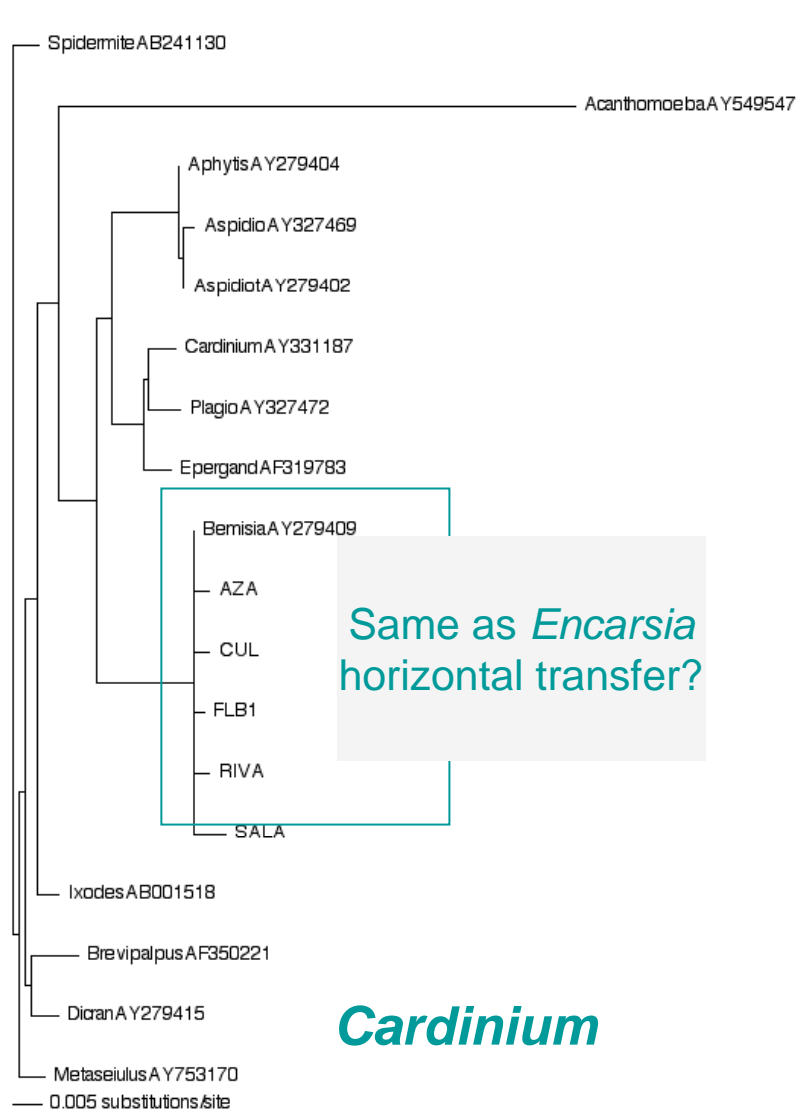 SpidermiteAB241130
AcanthomoebaAY549547
AphytisAY279404
AspidioAY327469
AspidiotAY279402
CardiniumAY331187
PlagioAY327472
EpergandAF319783
BemisiaAY279409
AZA
CUL
Same as Encarsia
horizontal transfer?
FLB1
RIVA
SALA
IxodesAB001518
BrevipalpusAF350221
DicranAY279415
Cardinium
MetaseiulusAY753170
0.005 substitutions/site